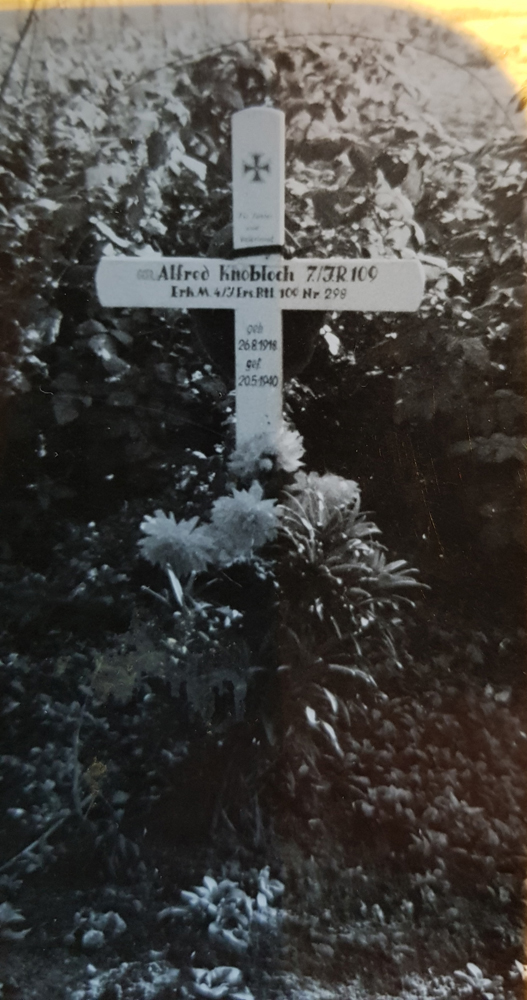 Alfred Knobloch 7/J.R 109
Erk.M. 4/J.Ers.Btl. 109 Nr. 298
geb.
26.8.1918
gef.
20.5.1940